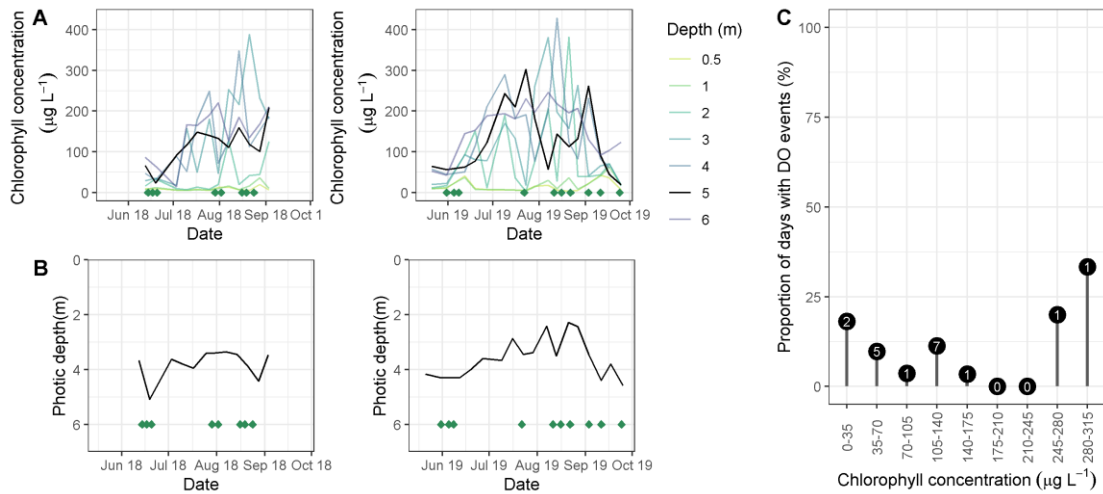 A
Chlorophyll concentration
(µg L⁻¹)
400
300
200
100
0
Jun 18 Jul 18 Aug 18 Sep 18 Oct 1
Date
Chlorophyll concentration
(µg L⁻¹)
400
300
200
100
0
Jun 19 Jul 19 Aug 19 Sep 19 Oct 19
Date
Depth (m)
0.5
1
2
3
4
5
6
B
Photic depth(m)
0
2
4
6
Jun 18 Jul 18 Aug 18 Sep 18 Oct 18
Date
Photic depth(m)
0
2
4
6
Jun 19 Jul 19 Aug 19 Sep 19 Oct 19
Date
C
Proportion of days with DO events (%)
100
75
50
25
0
2
5
1
7
1
0
0
1
1
0-35
35-70
70-105
105-140
140-175
175-210
210-245
245-280
280-315
Chlorophyll concentration (µg L⁻¹)